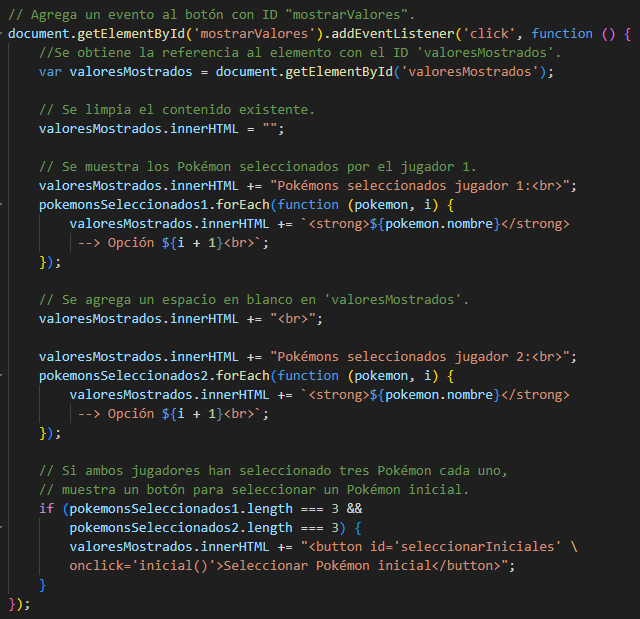 // Agrega un evento al botón con ID "mostrarValores".
document.getElementById('mostrarValores').addEventListener('click', function () {
//Se obtiene la referencia al elemento con el ID 'valoresMostrados'.
var valoresMostrados = document.getElementById('valoresMostrados');
// Se limpia el contenido existente.
valoresMostrados.innerHTML = "";
// Se muestra los Pokémon seleccionados por el jugador 1.
valoresMostrados.innerHTML += "Pokémons seleccionados jugador 1:<br>";
pokemonsSeleccionados1.forEach(function (pokemon, i) {
valoresMostrados.innerHTML += `<strong>${pokemon.nombre}</strong>
--> Opción ${i + 1}<br>`;
});
// Se agrega un espacio en blanco en 'valoresMostrados'.
valoresMostrados.innerHTML += "<br>";
valoresMostrados.innerHTML += "Pokémons seleccionados jugador 2:<br>";
pokemonsSeleccionados2.forEach(function (pokemon, i) {
valoresMostrados.innerHTML += `<strong>${pokemon.nombre}</strong>
--> Opción ${i + 1}<br>`;
});
// Si ambos jugadores han seleccionado tres Pokémon cada uno,
// muestra un botón para seleccionar un Pokémon inicial.
if (pokemonsSeleccionados1.length === 3 &&
pokemonsSeleccionados2.length === 3) {
valoresMostrados.innerHTML += "<button id='seleccionarIniciales' \
onclick='inicial()'>Seleccionar Pokémon inicial</button>";
}
});